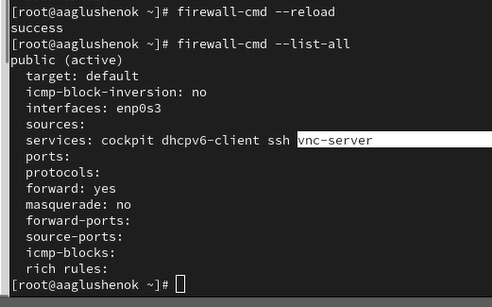 [root@aaglushenok ~]# firewall-cmd --reload
success
[root@aaglushenok ~]# firewall-cmd --list-all
public (active)
  target: default
  icmp-block-inversion: no
  interfaces: enp0s3
  sources:
  services: cockpit dhcpv6-client ssh vnc-server
  ports:
  protocols:
  forward: yes
  masquerade: no
  forward-ports:
  source-ports:
  icmp-blocks:
  rich rules:
[root@aaglushenok ~]#